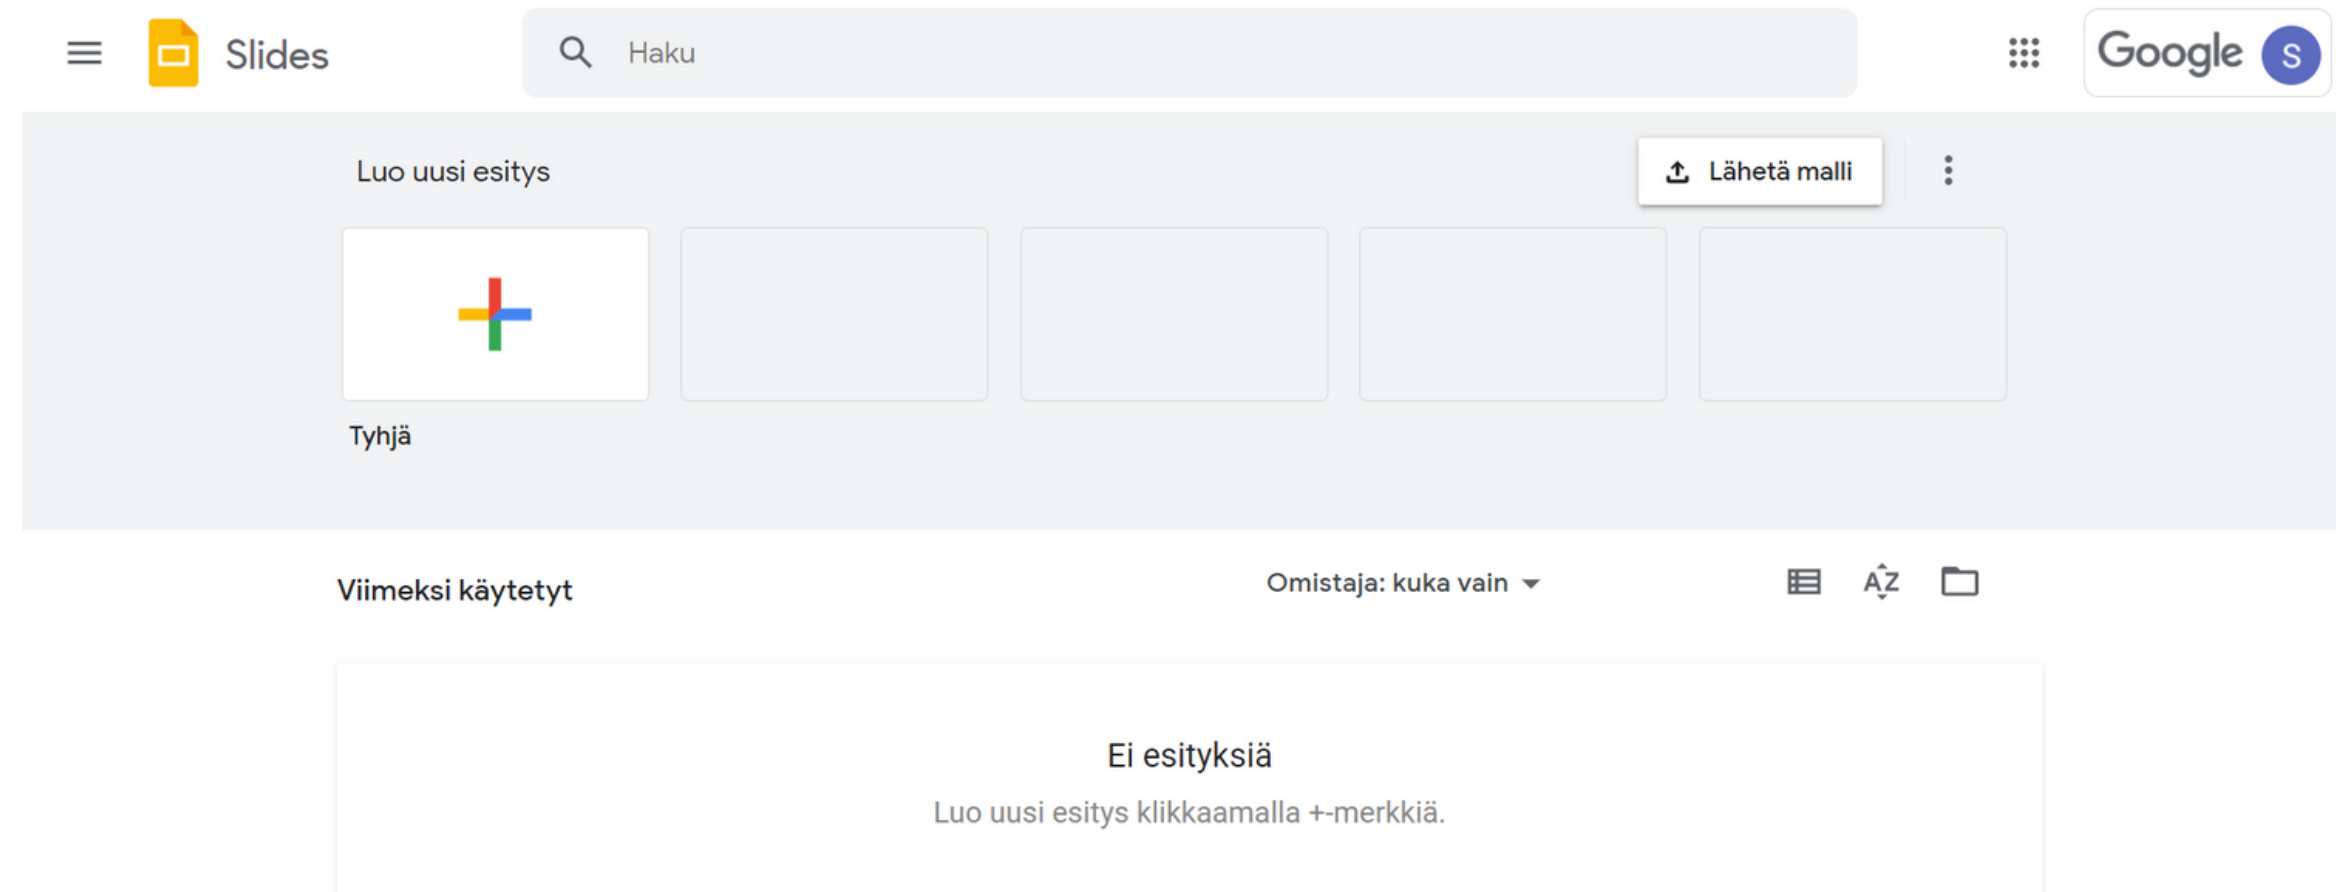 Slides
Haku
Google S
Luo uusi esitys
Lähetä malli
Tyhjä
Viimeksi käytetyt
Omistaja: kuka vain
AZ
Ei esityksiä
Luo uusi esitys klikkaamalla +-merkkiä.